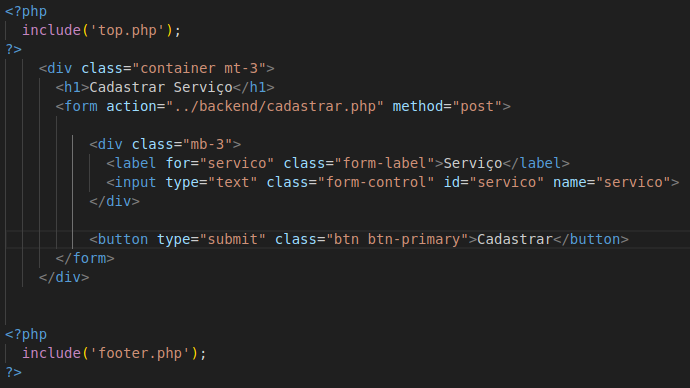 <?php
include('top.php');
?>
<div class="container mt-3">
<h1>Cadastrar Serviço</h1>
<form action="../backend/cadastrar.php" method="post">
<div class="mb-3">
<label for="servico" class="form-label">Serviço</label>
<input type="text" class="form-control" id="servico" name="servico">
</div>
<button type="submit" class="btn btn-primary">Cadastrar</button>
</form>
</div>
<?php
include('footer.php');
?>